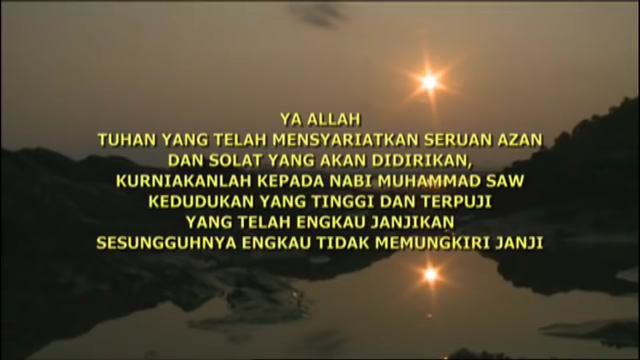 YA ALLAH
TUHAN YANG TELAH MENSYARIATKAN SERUAN AZAN
DAN SOLAT YANG AKAN DIDIRIKAN,
KURNIAKANLAH KEPADA NABI MUHAMMAD SAW
KEDUDUKAN YANG TINGGI DAN TERPUJI
YANG TELAH ENGKAU JANJIKAN
SESUNGGUHNYA ENGKAU TIDAK MEMUNGKIRI JANJI